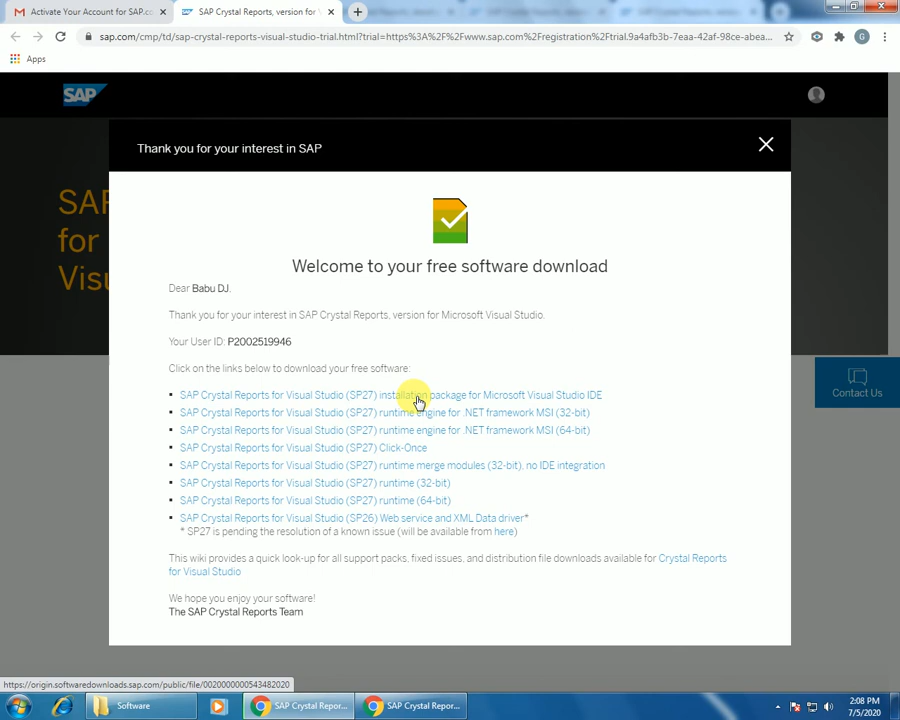 Activate Your Account for SAP.co
SAP Crystal Reports, version for
sap.com/cmp/td/sap-crystal-reports-visual-studio-trial.html?trial=https%3A%2F%2Fwww.sap.com%2Fregistration%2Ftrial.9a4afb3b-7eaa-42af-98ce-abea...
G
Apps
SAP
Thank you for your interest in SAP
SAP
for
Visu
Welcome to your free software download
Dear Babu DJ,
Thank you for your interest in SAP Crystal Reports, version for Microsoft Visual Studio.
Your User ID: P2002519946
Click on the links below to download your free software:
▪ SAP Crystal Reports for Visual Studio (SP27) installation package for Microsoft Visual Studio IDE
▪ SAP Crystal Reports for Visual Studio (SP27) runtime engine for .NET framework MSI (32-bit)
▪ SAP Crystal Reports for Visual Studio (SP27) runtime engine for .NET framework MSI (64-bit)
▪ SAP Crystal Reports for Visual Studio (SP27) Click-Once
▪ SAP Crystal Reports for Visual Studio (SP27) runtime merge modules (32-bit), no IDE integration
▪ SAP Crystal Reports for Visual Studio (SP27) runtime (32-bit)
▪ SAP Crystal Reports for Visual Studio (SP27) runtime (64-bit)
▪ SAP Crystal Reports for Visual Studio (SP26) Web service and XML Data driver*
* SP27 is pending the resolution of a known issue (will be available from here)
This wiki provides a quick look-up for all support packs, fixed issues, and distribution file downloads available for Crystal Reports
for Visual Studio
We hope you enjoy your software!
The SAP Crystal Reports Team
Contact Us
https://origin.softwaredownloads.sap.com/public/file/0020000000543482020
Software
SAP Crystal Repor...
SAP Crystal Repor...
2:08 PM
7/5/2020